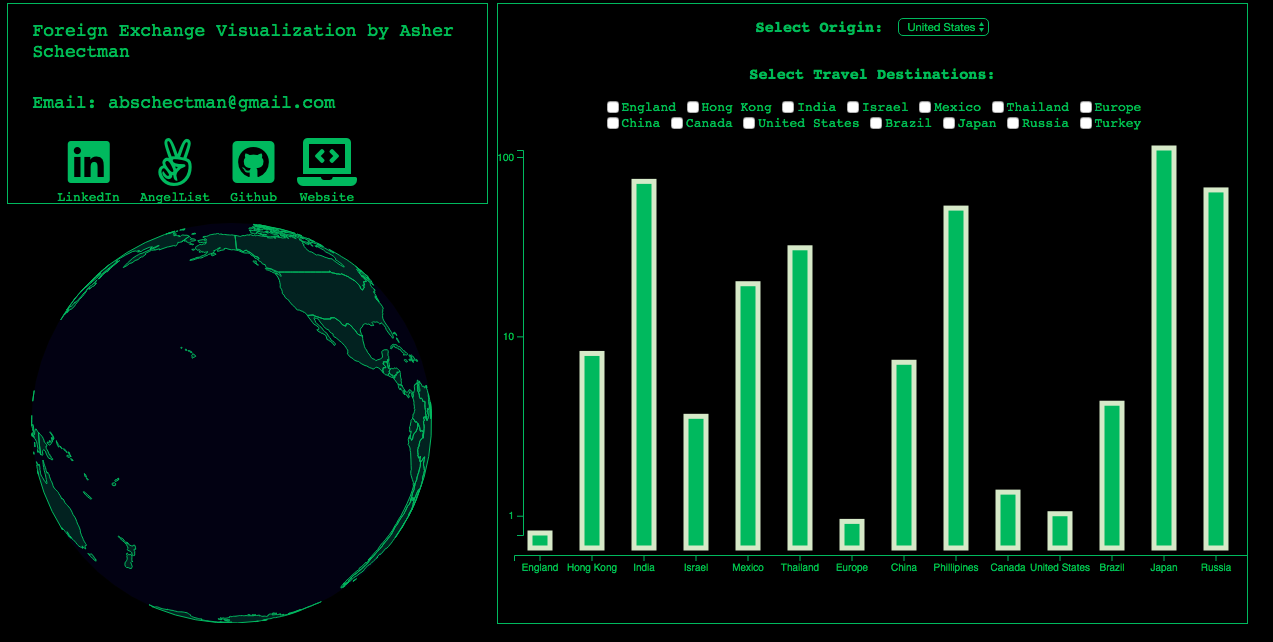 Foreign Exchange Visualization by Asher
Schectman
Email: abschectman@gmail.com
LinkedIn AngelList Github Website
Select Origin: United States
Select Travel Destinations:
England Hong Kong India Israel Mexico Thailand Europe
China Canada United States Brazil Japan Russia Turkey
100
10
1
England Hong Kong India Israel Mexico Thailand Europe China Phillipines Canada United States Brazil Japan Russia